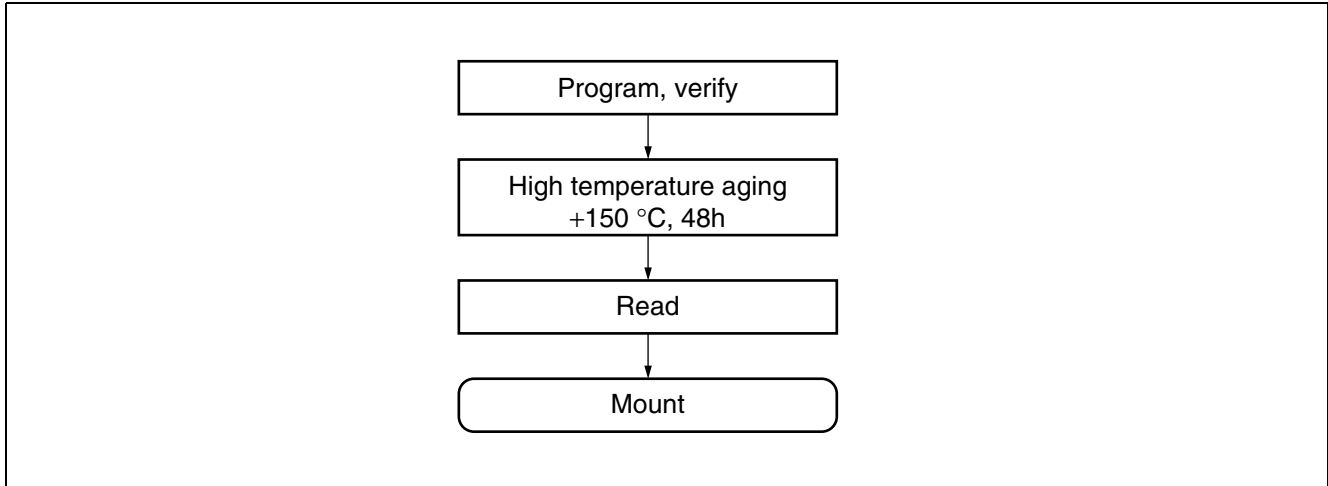 Program, verify
High temperature aging
+150 °C, 48h
Read
Mount